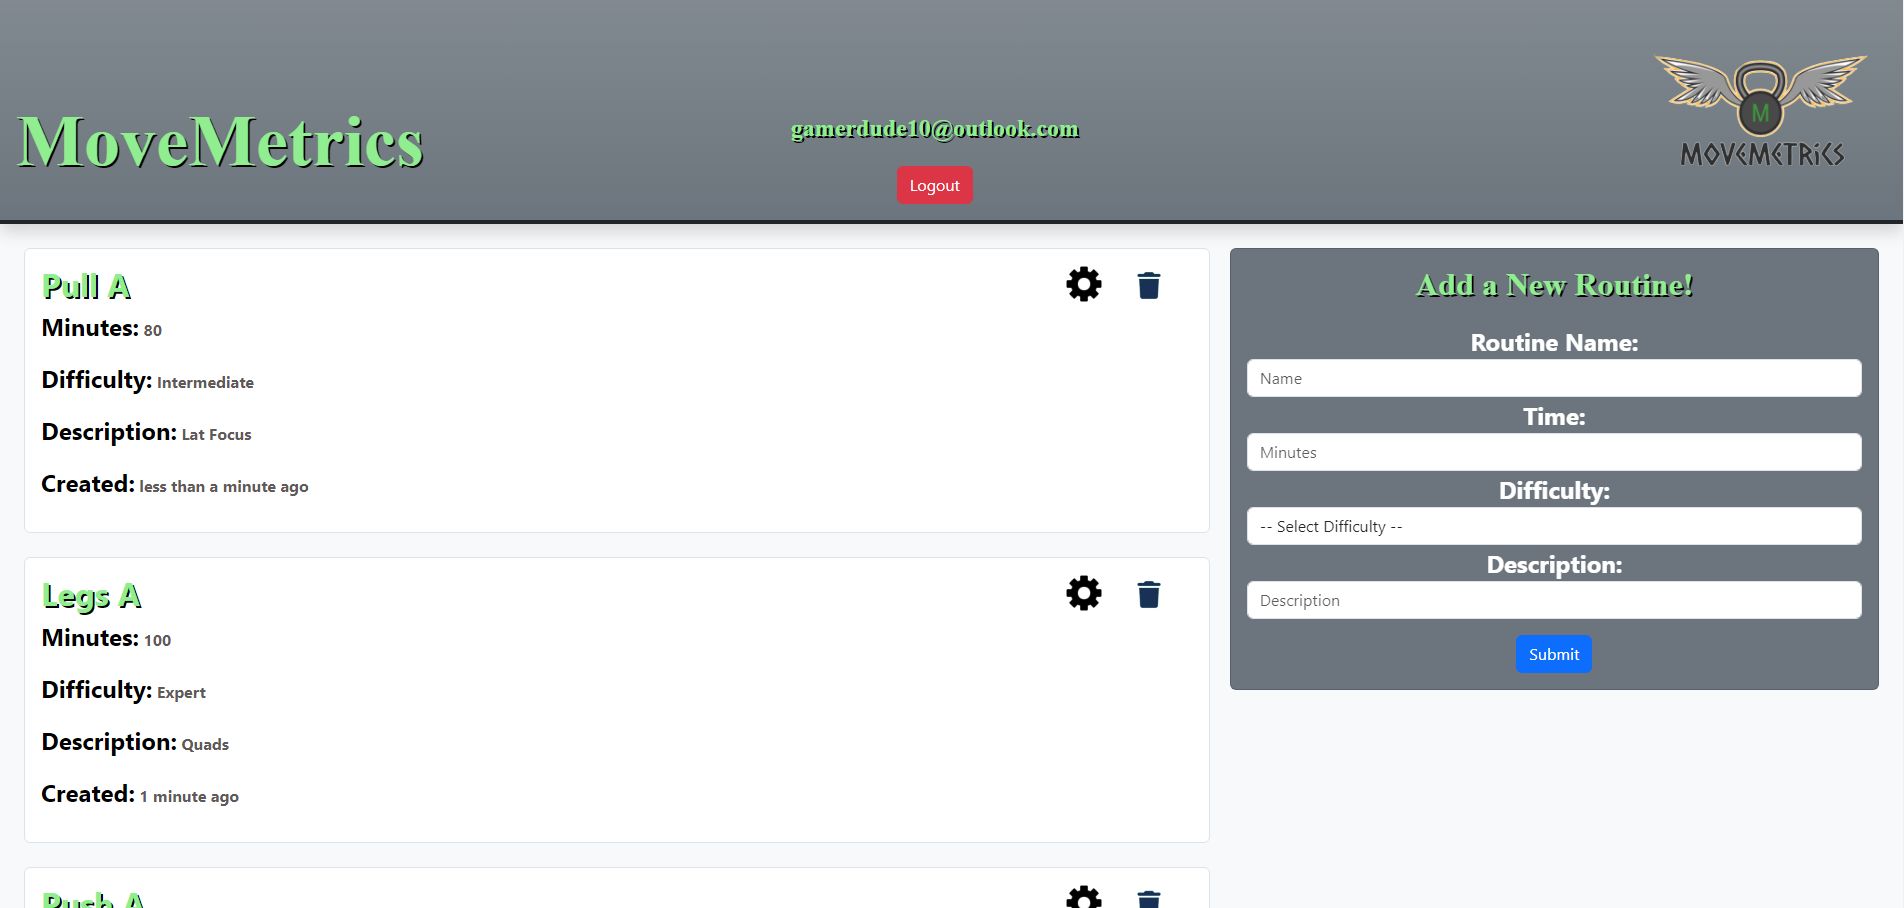 MoveMetrics
gamerdude10@outlook.com
Logout
M
MOVEMETRiCS
Pull A
Minutes: 80
Difficulty: Intermediate
Description: Lat Focus
Created: less than a minute ago
Legs A
Minutes: 100
Difficulty: Expert
Description: Quads
Created: 1 minute ago
Push A
Add a New Routine!
Routine Name:
Name
Time:
Minutes
Difficulty:
-- Select Difficulty --
Description:
Description
Submit